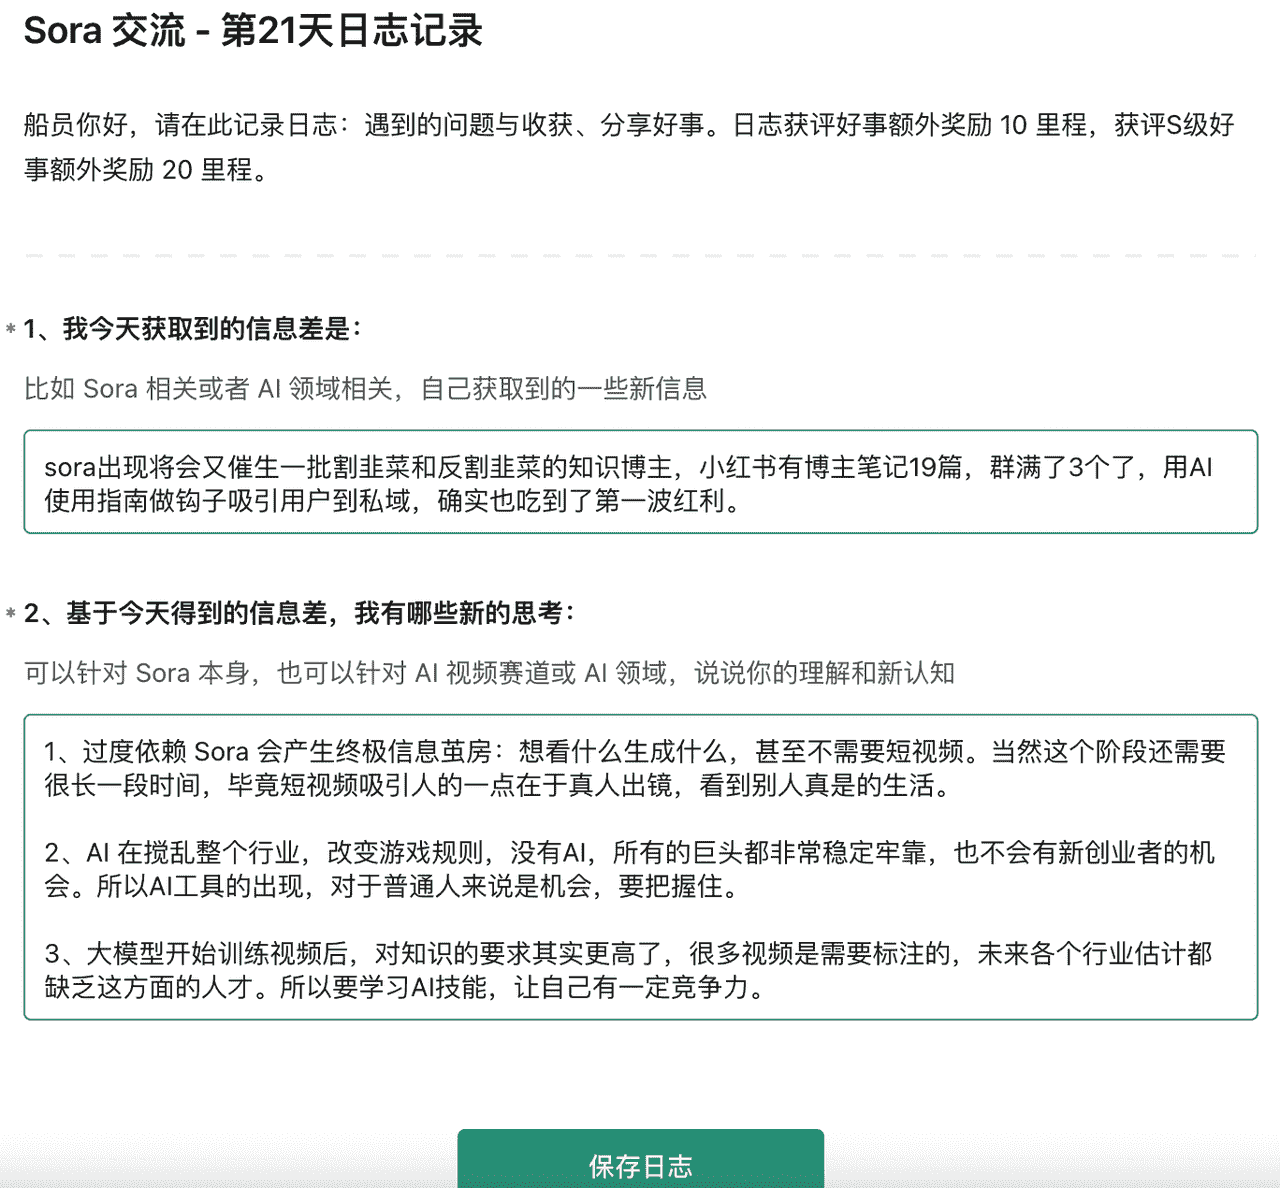 Sora 交流 - 第21天日志记录
船员你好，请在此记录日志：遇到的问题与收获、分享好事。日志获评好事额外奖励 10 里程，获评S级好
事额外奖励 20 里程。
* 1、我今天获取到的信息差是：
比如 Sora 相关或者 AI 领域相关，自己获取到的一些新信息
sora出现将会又催生一批割韭菜和反割韭菜的知识博主，小红书有博主笔记19篇，群满了3个了，用AI
使用指南做钩子吸引用户到私域，确实也吃到了第一波红利。
* 2、基于今天得到的信息差，我有哪些新的思考：
可以针对 Sora 本身，也可以针对 AI 视频赛道或 AI 领域，说说你的理解和新认知
1、过度依赖 Sora 会产生终极信息茧房：想看什么生成什么，甚至不需要短视频。当然这个阶段还需要
很长一段时间，毕竟短视频吸引人的一点在于真人出镜，看到别人真是的生活。
2、AI 在搅乱整个行业，改变游戏规则，没有AI，所有的巨头都非常稳定牢靠，也不会有新创业者的机
会。所以AI工具的出现，对于普通人来说是机会，要把握住。
3、大模型开始训练视频后，对知识的要求其实更高了，很多视频是需要标注的，未来各个行业估计都
缺乏这方面的人才。所以要学习AI技能，让自己有一定竞争力。
保存日志